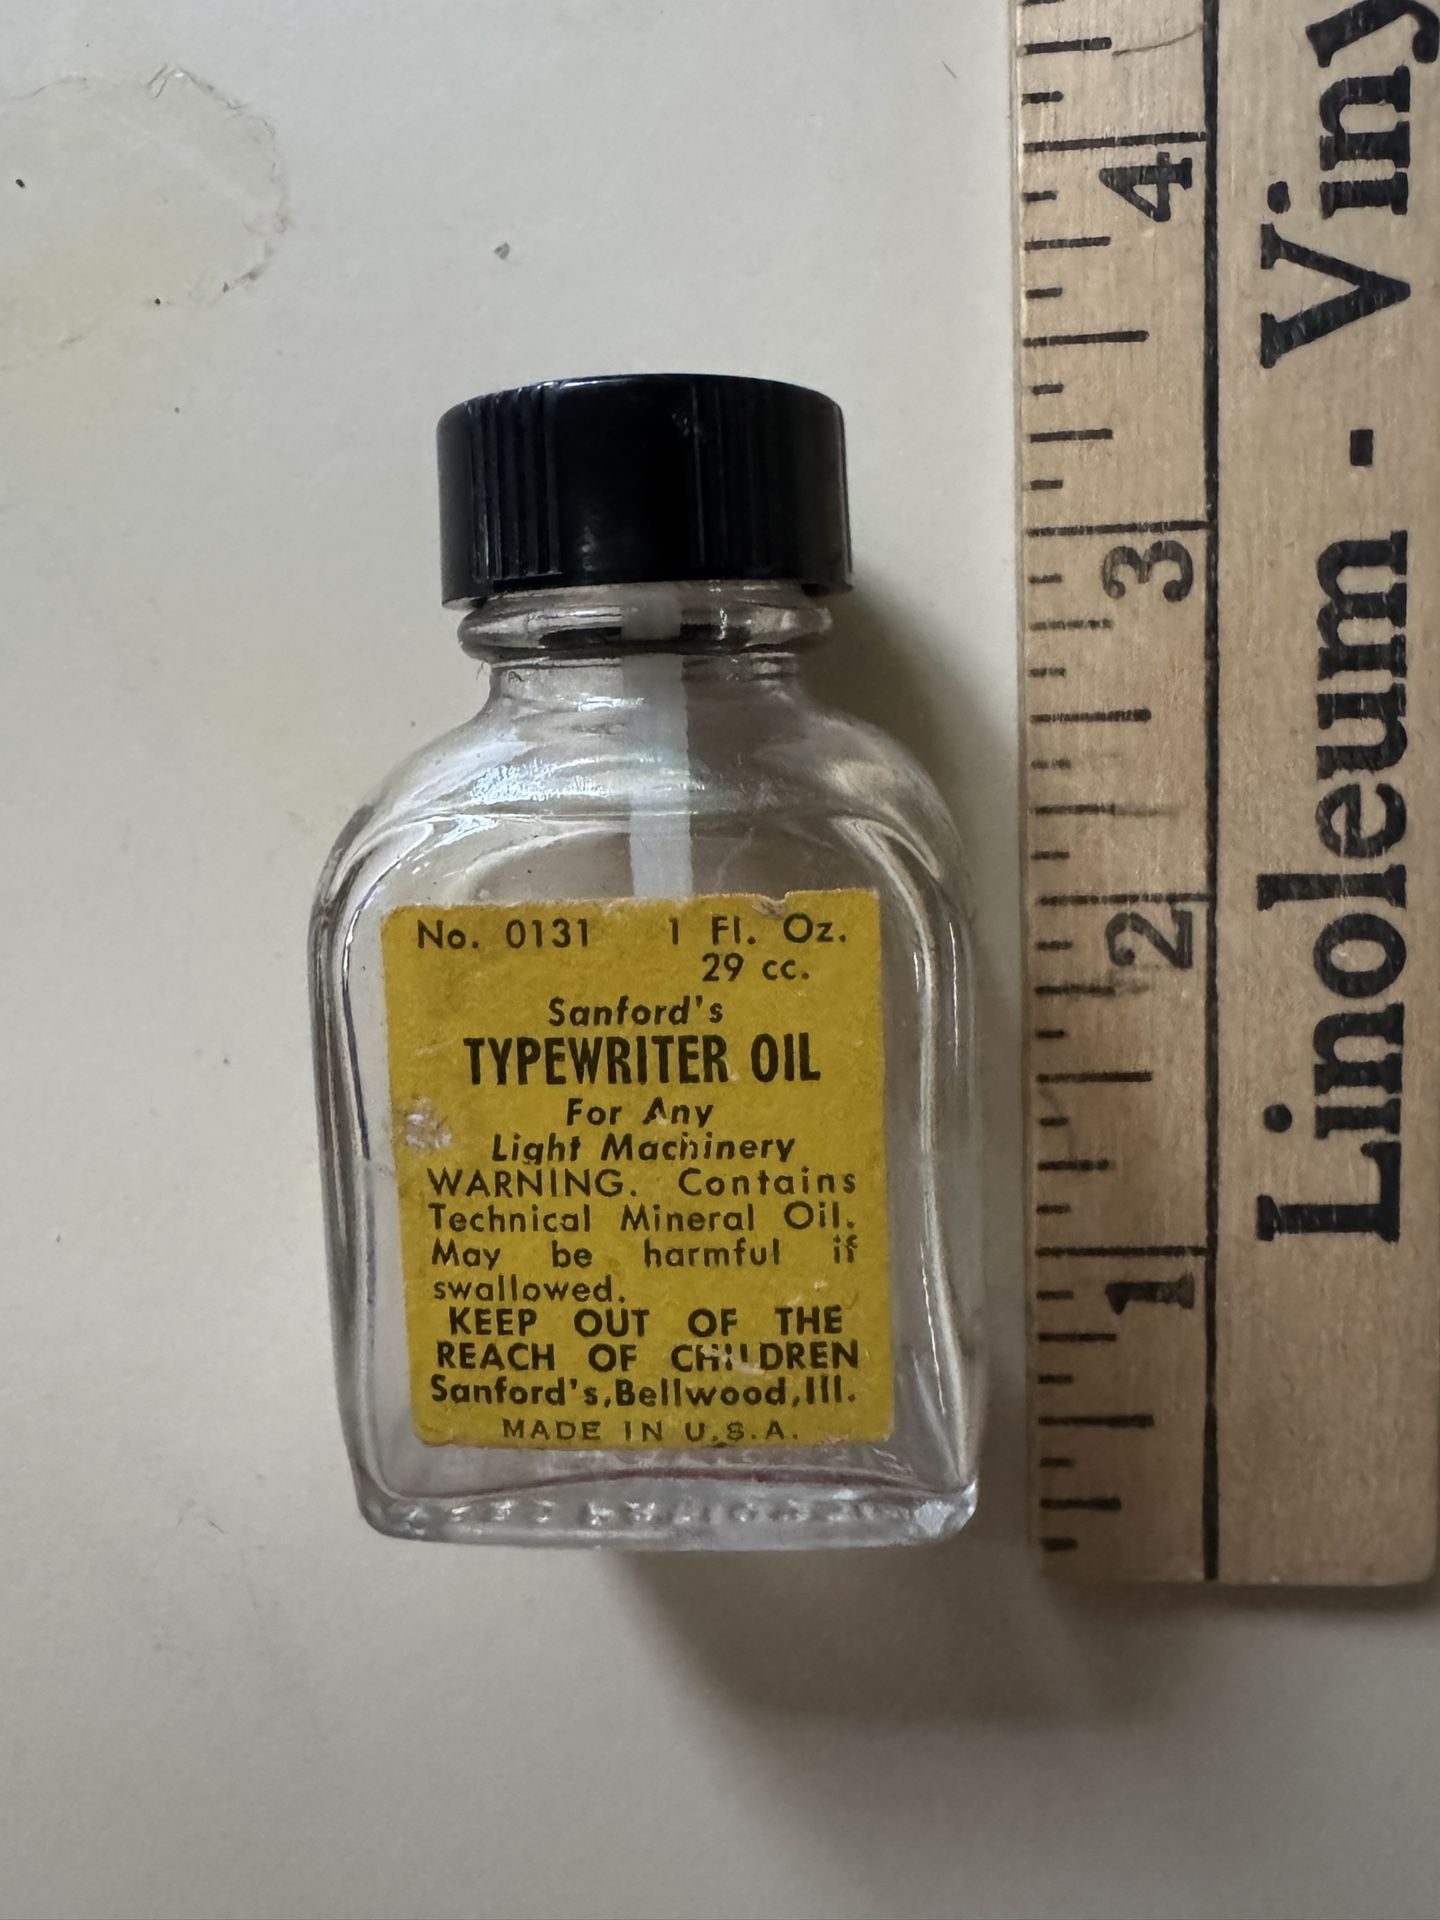 No. 0131 1 Fl. Oz.
29 cc.
Sanford's
TYPEWRITER OIL
For Any
Light Machinery
WARNING. Contains
Technical Mineral Oil.
May be harmful if
swallowed.
KEEP OUT OF THE
REACH OF CHILDREN
Sanford's, Bellwood, Ill.
MADE IN U.S.A.
1 2 3 4
Linoleum - Viny